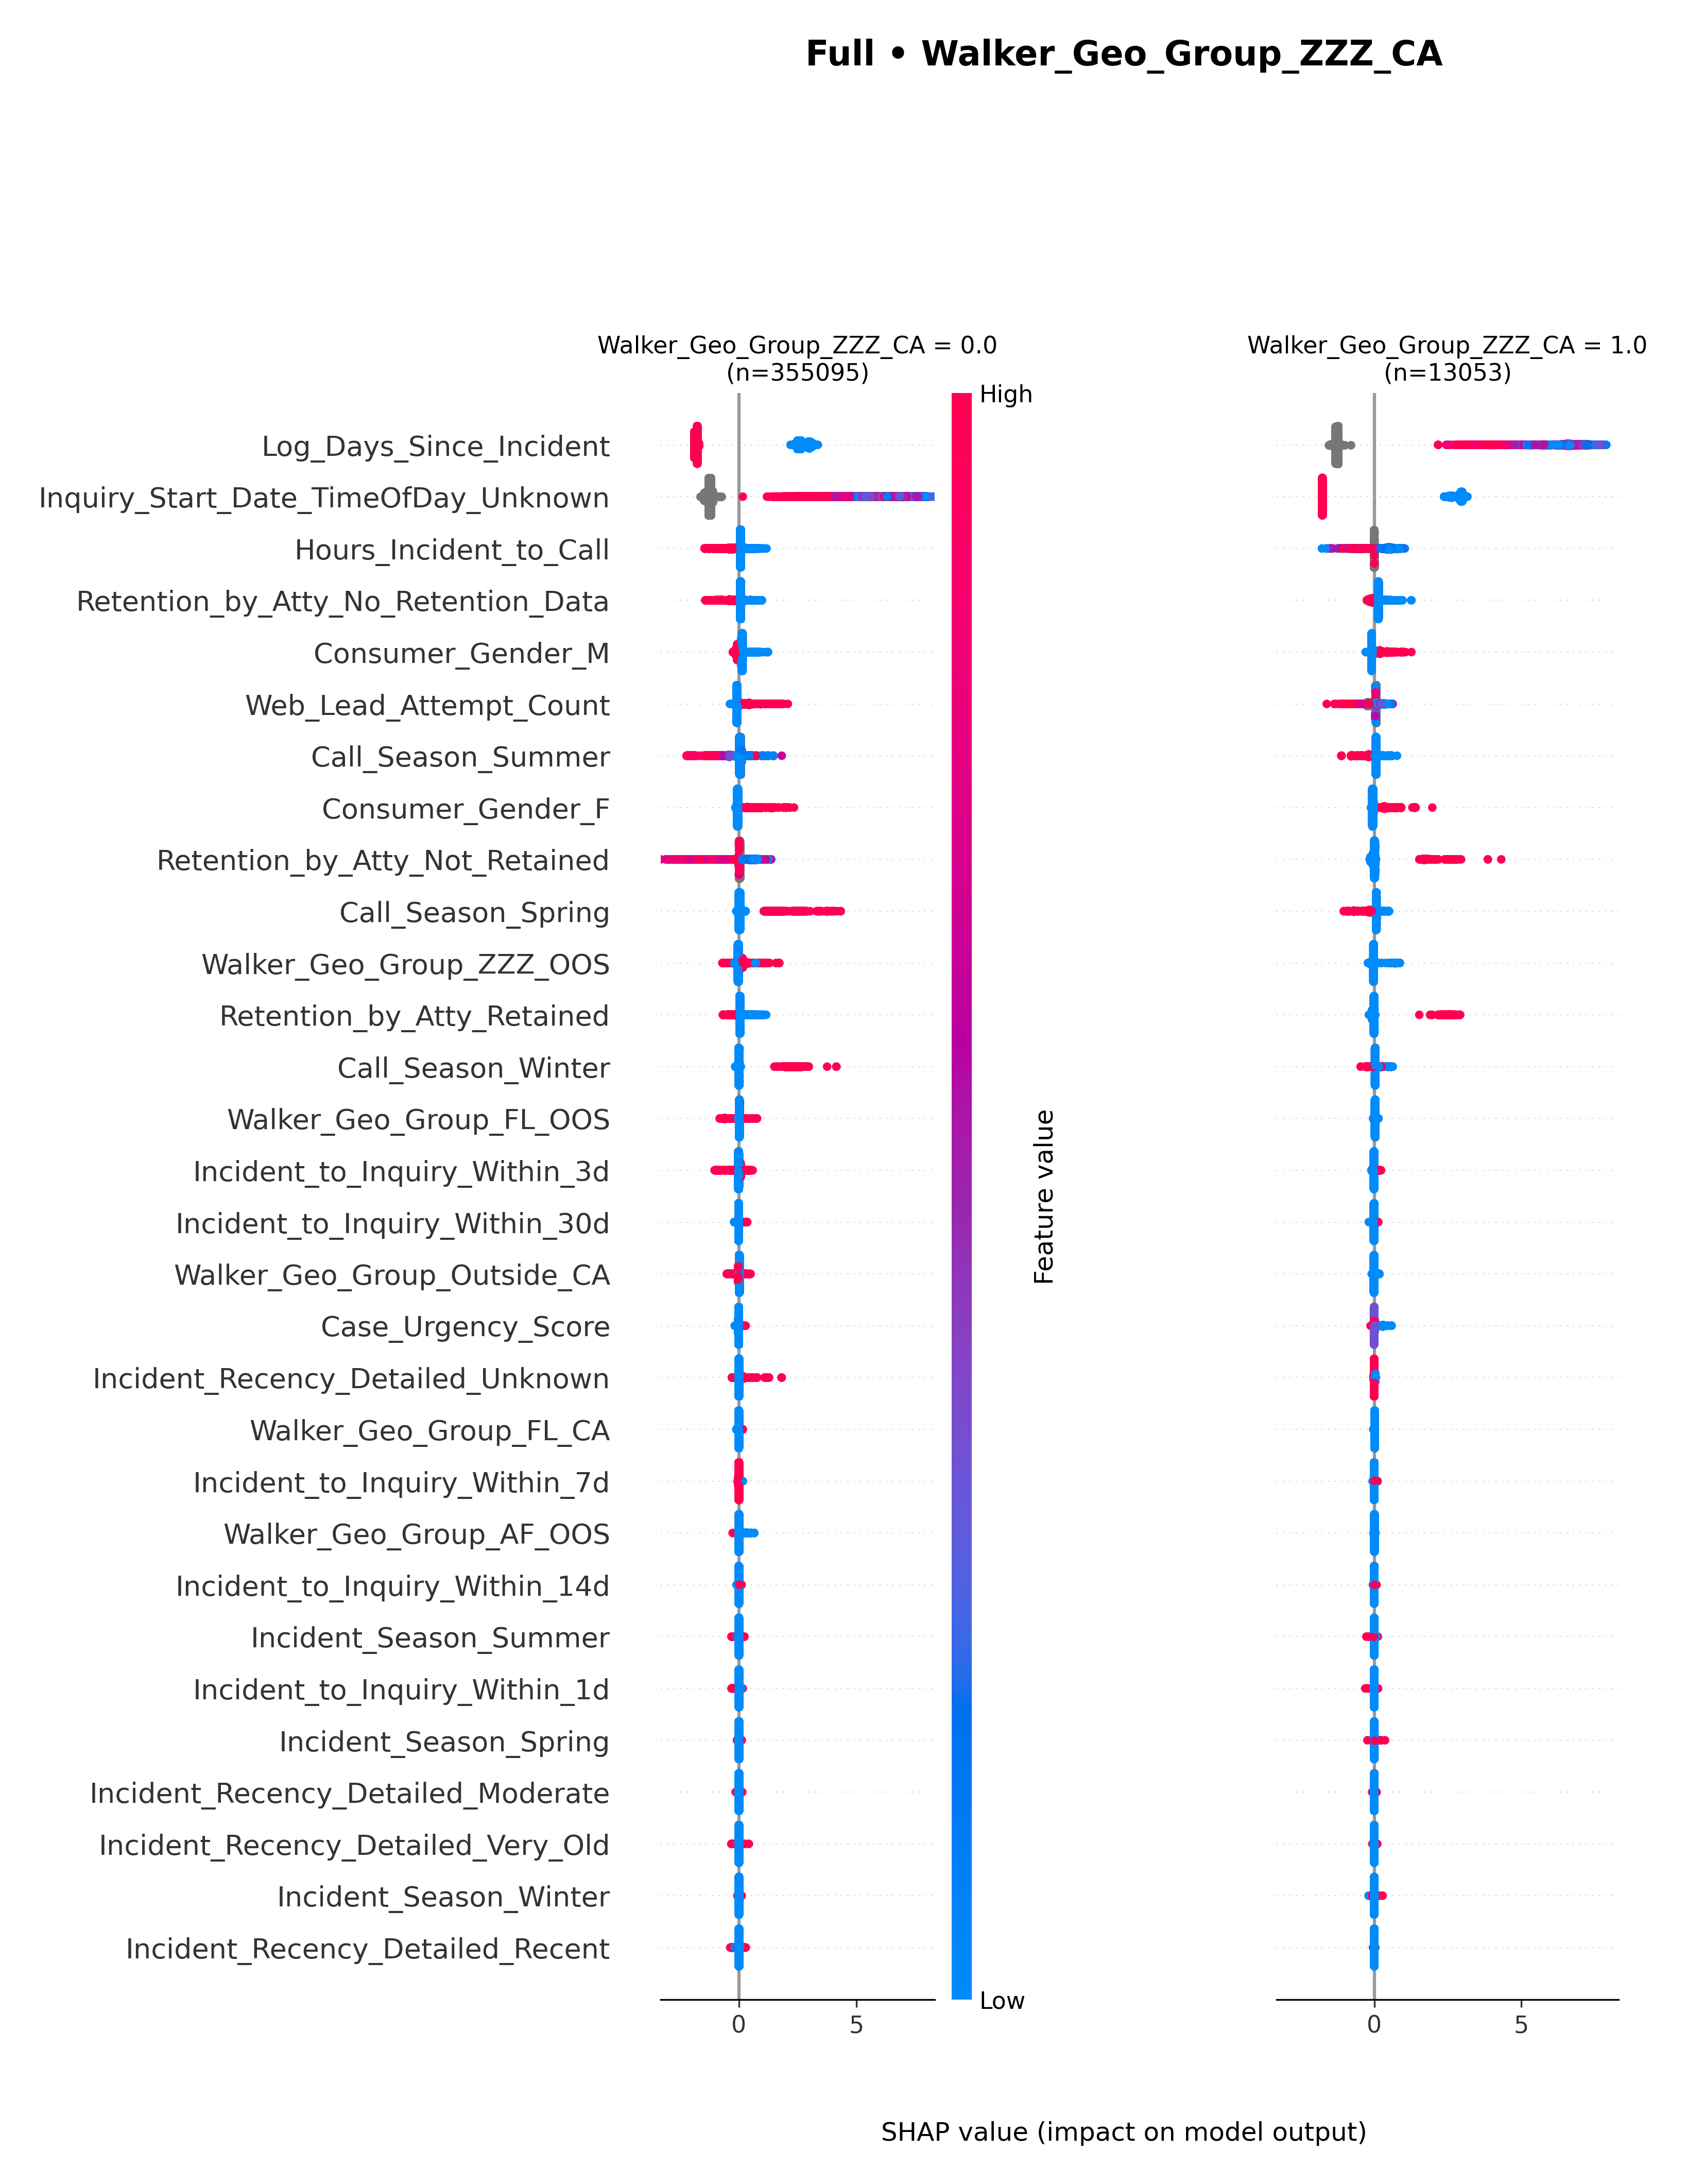 Full • Walker_Geo_Group_ZZZ_CA
Walker_Geo_Group_ZZZ_CA = 0.0
(n=355095)
Walker_Geo_Group_ZZZ_CA = 1.0
(n=13053)
High
Log_Days_Since_Incident
Inquiry_Start_Date_TimeOfDay_Unknown
Hours_Incident_to_Call
Retention_by_Atty_No_Retention_Data
Consumer_Gender_M
Web_Lead_Attempt_Count
Call_Season_Summer
Consumer_Gender_F
Retention_by_Atty_Not_Retained
Call_Season_Spring
Walker_Geo_Group_ZZZ_OOS
Retention_by_Atty_Retained
Call_Season_Winter
Walker_Geo_Group_FL_OOS
Incident_to_Inquiry_Within_3d
Incident_to_Inquiry_Within_30d
Walker_Geo_Group_Outside_CA
Case_Urgency_Score
Incident_Recency_Detailed_Unknown
Walker_Geo_Group_FL_CA
Incident_to_Inquiry_Within_7d
Walker_Geo_Group_AF_OOS
Incident_to_Inquiry_Within_14d
Incident_Season_Summer
Incident_to_Inquiry_Within_1d
Incident_Season_Spring
Incident_Recency_Detailed_Moderate
Incident_Recency_Detailed_Very_Old
Incident_Season_Winter
Incident_Recency_Detailed_Recent
Feature value
Low
0 5
0 5
SHAP value (impact on model output)